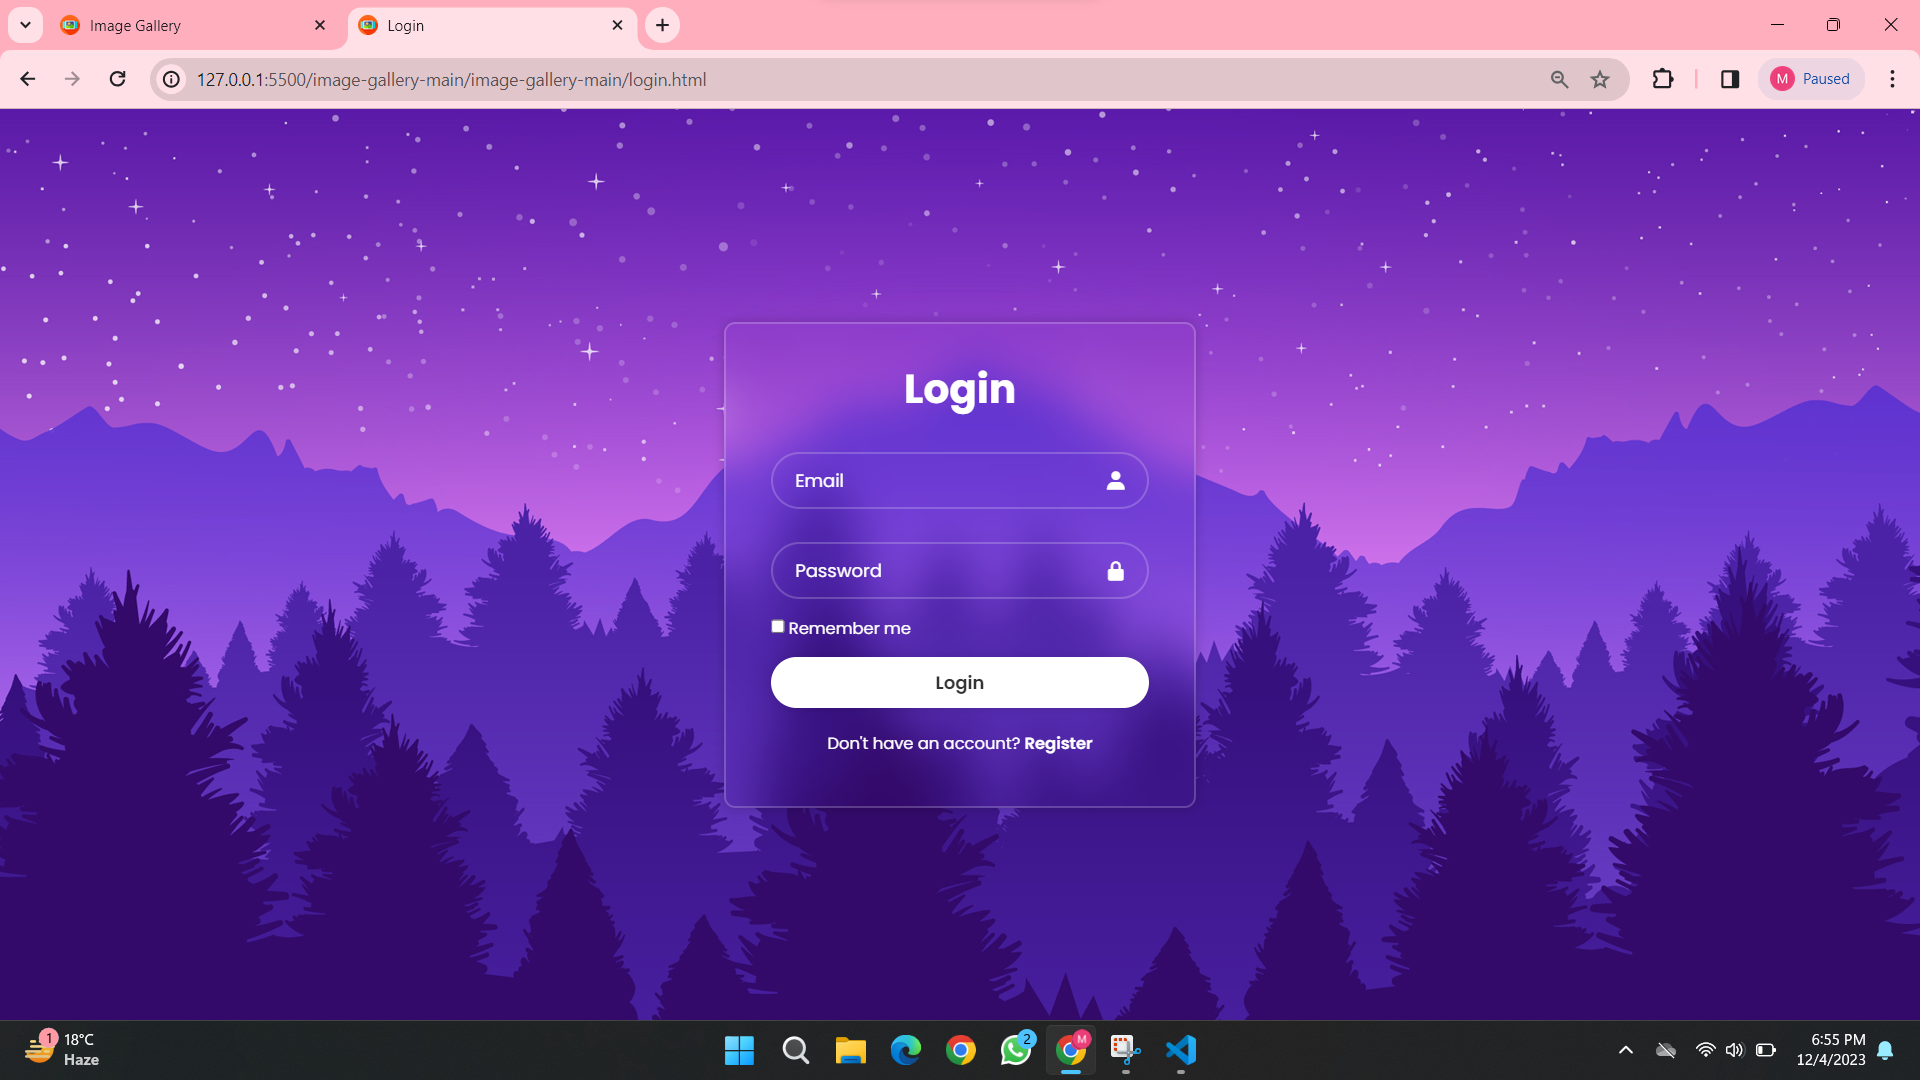 Image Gallery
Login
127.0.0.1:5500/image-gallery-main/image-gallery-main/login.html
M
Paused
Login
Email
Password
Remember me
Login
Don't have an account? Register
1
18°C
Haze
2
M
6:55 PM
12/4/2023